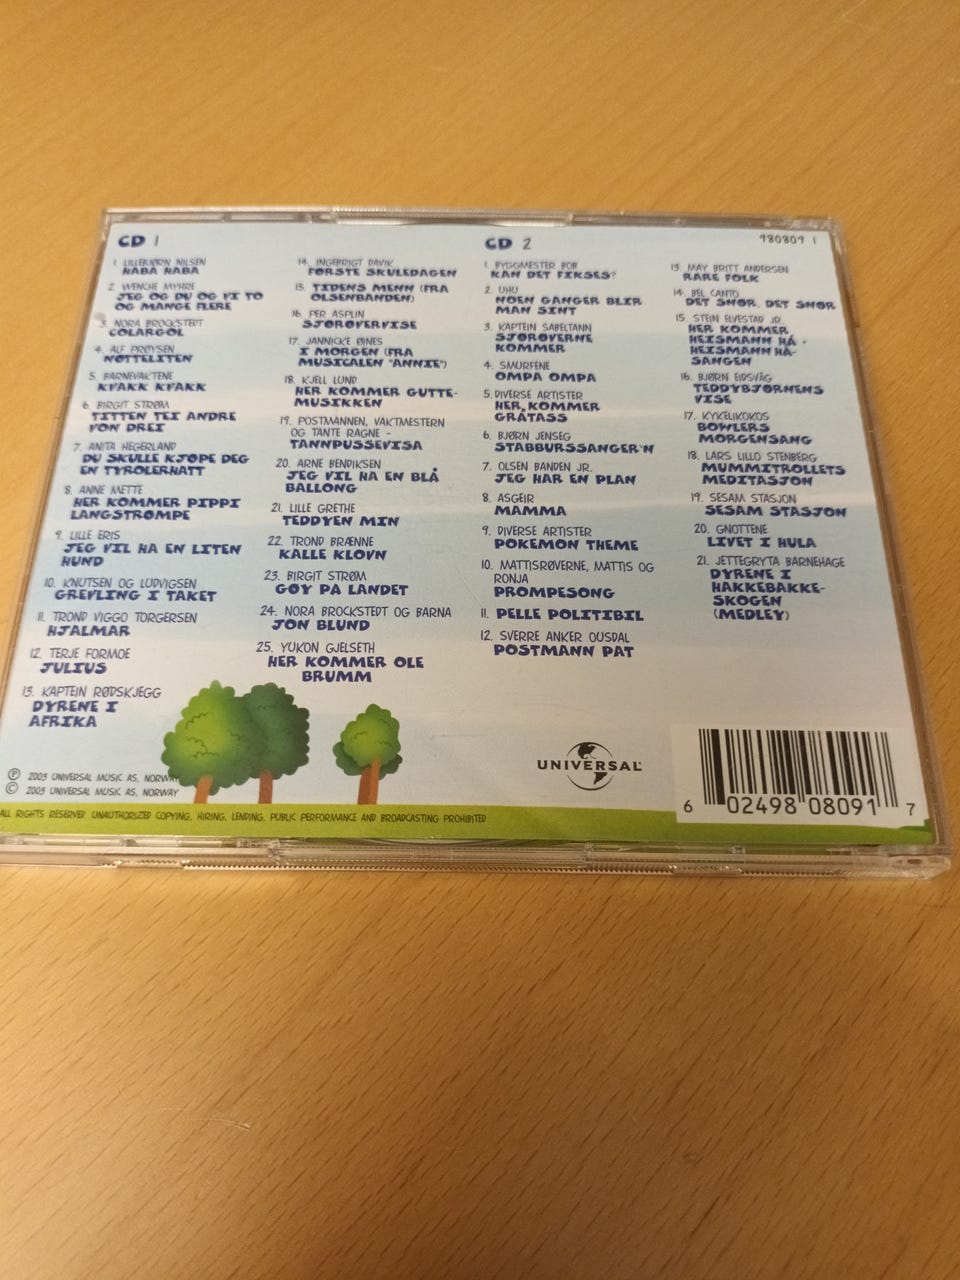 CD 1
1. LILLEBJØRN NILSEN
HABA HABA
2. WENCHE MYHRE
JEG OG DU OG VI TO
OG MANGE FLERE
3. NORA BROCKSTEDT
COLARGOL
4. ALF PRØYSEN
NØTTELITEN
5. BARNEVAKTENE
KVAKK KVAKK
6. BIRGIT STRØM
TITTEN TEI ANDRE
VON DREI
7. ANITA HEGERLAND
DU SKULLE KJØPE DEG
EN TYROLERHATT
8. ANNE METTE
HER KOMMER PIPPI
LANGSTRØMPE
9. LILLE ERIS
JEG VIL HA EN LITEN
HUND
10. KNUTSEN OG LUDVIGSEN
GREVLING I TAKET
11. TROND VIGGO TORGERSEN
HJALMAR
12. TERJE FORMOE
JULIUS
13. KAPTEIN RØDSKJEGG
DYRENE I
AFRIKA
14. INGEBRIGT DAVIK
FØRSTE SKULEDAGEN
15. TIDENS MENN (FRA
OLSENBANDEN)
16. PER ASPLIN
SJØRØVERVISE
17. JANNICKE ØINES
I MORGEN (FRA
MUSICALEN "ANNIE")
18. KJELL LUND
HER KOMMER GUTTE-
MUSIKKEN
19. POSTMANNEN, VAKTMESTERN
OG TANTE RAGNE -
TANNPUSSEVISA
20. ARNE BENDIKSEN
JEG VIL HA EN BLÅ
BALLONG
21. LILLE GRETHE
TEDDYEN MIN
22. TROND BRÆNNE
KALLE KLOVN
23. BIRGIT STRØM
GØY PÅ LANDET
24. NORA BROCKSTEDT OG BARNA
JON BLUND
25. YUKON GJELSETH
HER KOMMER OLE
BRUMM
CD 2
1. BYGGMESTER BOB
KAN DET FIKSES?
2. UHU
NOEN GANGER BLIR
MAN SINT
3. KAPTEIN SABELTANN
SJØRØVERNE
KOMMER
4. SMURFENE
OMPA OMPA
5. DIVERSE ARTISTER
HER KOMMER
GRÅTASS
6. BJØRN JENSEG
STABBURSSANGER'N
7. OLSEN BANDEN JR.
JEG HAR EN PLAN
8. ASGEIR
MAMMA
9. DIVERSE ARTISTER
POKEMON THEME
10. MATTISRØVERNE, MATTIS OG
RONJA
PROMPESONG
11. PELLE POLITIBIL
12. SVERRE ANKER OUSDAL
POSTMANN PAT
980809 1
13. MAY BRITT ANDERSEN
RARE FOLK
14. BEL CANTO
DET SNØR, DET SNØR
15. STEIN ELVESTAD JR.
HER KOMMER
HEISMANN HÅ -
HEISMANN HÅ-
SANGEN
16. BJØRN EIDSVÅG
TEDDYBJØRNENS
VISE
17. KYKELIKOKOS
BOWLERS
MORGENSANG
18. LARS LILLO STENBERG
MUMMITROLLETS
MEDITASJON
19. SESAM STASJON
SESAM STASJON
20. GNOTTENE
LIVET I HULA
21. JETTEGRYTA BARNEHAGE
DYRENE I
HAKKEBAKKE-
SKOGEN
(MEDLEY)
℗ 2003 UNIVERSAL MUSIC AS, NORWAY
© 2003 UNIVERSAL MUSIC AS, NORWAY
ALL RIGHTS RESERVED. UNAUTHORIZED COPYING, HIRING, LENDING, PUBLIC PERFORMANCE AND BROADCASTING PROHIBITED
UNIVERSAL
6 02498 08091 7